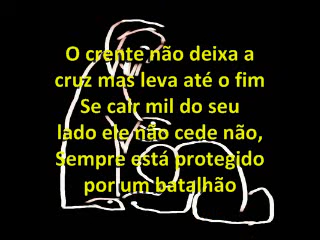 O crente não deixa a
cruz mas leva até o fim
Se cair mil do seu
lado ele não cede não,
Sempre está protegido
por um batalhão